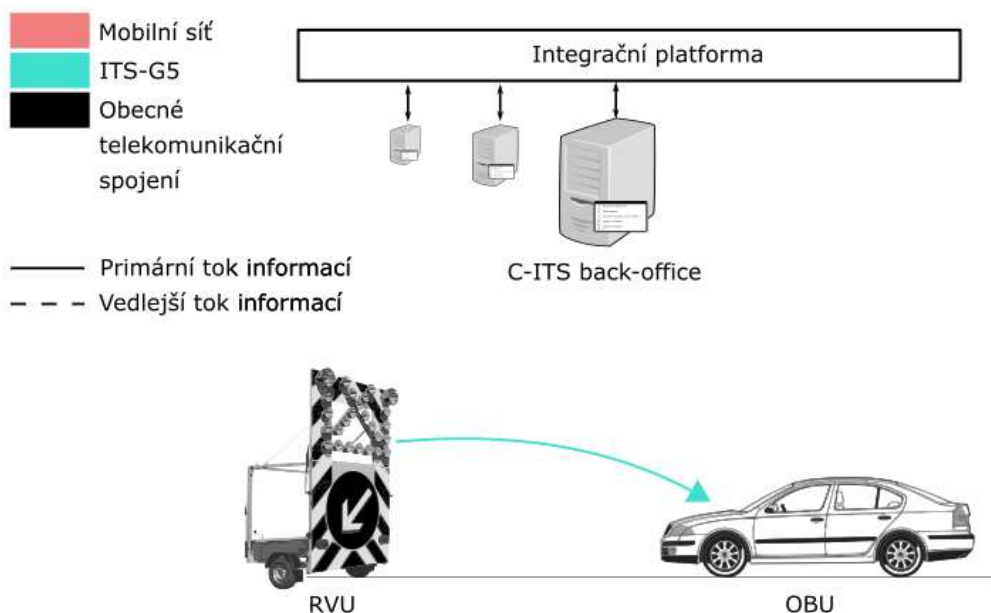 Mobilní síť
ITS-G5
Obecné
telekomunikační
spojení
Primární tok informací
Vedlejší tok informací
Integrační platforma
C-ITS back-office
RVU
OBU